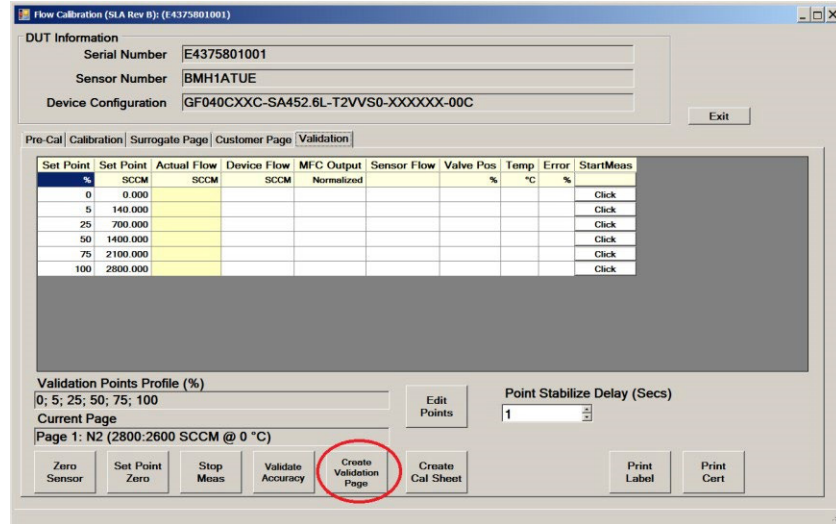 Flow Calibration (SLA Rev B): (E4375801001)
DUT Information
Serial Number E4375801001
Sensor Number BMH1ATUE
Device Configuration GF040CXXC-SA452.6L-T2VVS0-XXXXXX-00C
Exit
Pre-Cal Calibration Surrogate Page Customer Page Validation
Set Point Set Point Actual Flow Device Flow MFC Output Sensor Flow Valve Pos Temp Error StartMeas
% SCCM SCCM SCCM Normalized % °C %
0 0.000 Click
5 140.000 Click
25 700.000 Click
50 1400.000 Click
75 2100.000 Click
100 2800.000 Click
Validation Points Profile (%)
0; 5; 25; 50; 75; 100
Edit
Points
Point Stabilize Delay (Secs)
1
Current Page
Page 1: N2 (2800:2600 SCCM @ 0 °C)
Zero
Sensor
Set Point
Zero
Stop
Meas
Validate
Accuracy
Create
Validation
Page
Create
Cal Sheet
Print
Label
Print
Cert